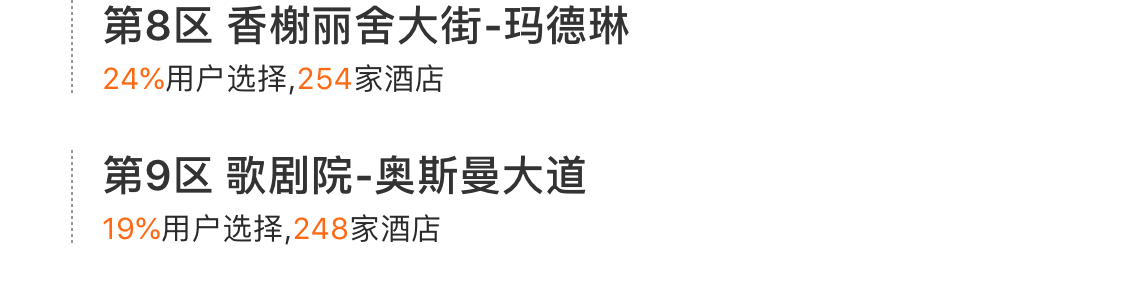 第8区 香榭丽舍大街-玛德琳
24%用户选择,254家酒店
第9区 歌剧院-奥斯曼大道
19%用户选择,248家酒店